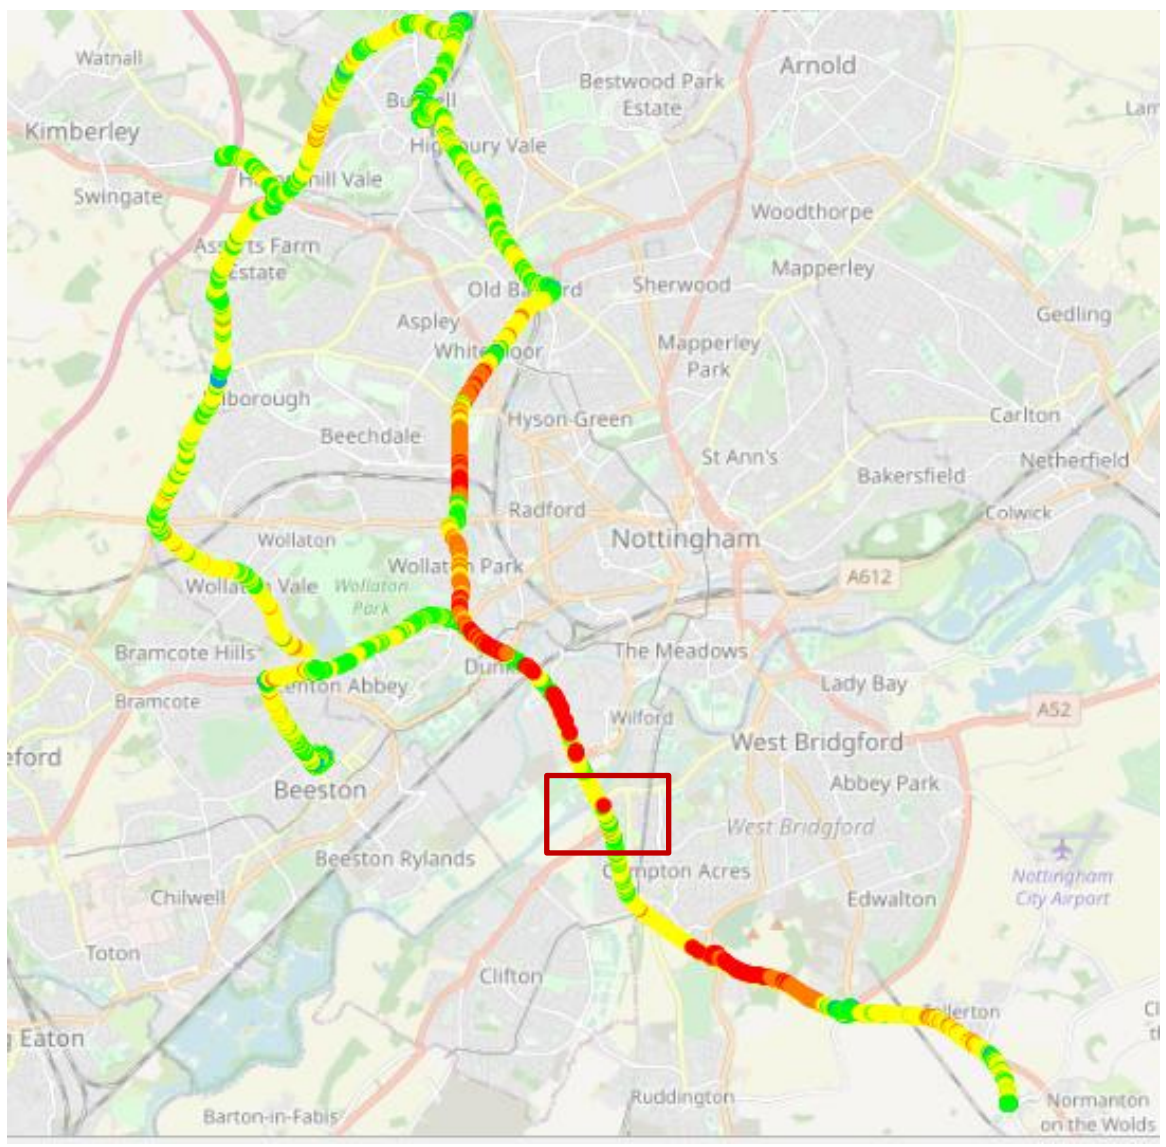 Watnall
Arnold
Bestwood Park
Estate
Kimberley
Swingate
Woodthorpe
Mapperley
Sherwood
Gedling
Aspley
Mapperley
Park
Hyson Green
Carlton
Beechdale
St Ann's
Netherfield
Bakersfield
Radford
Colwick
Nottingham
Wollaton
Wollaton
Park
A612
Bramcote Hills
The Meadows
Lady Bay
Bramcote
Wilford
A52
West Bridgford
Abbey Park
Beeston
West Bridgford
Beeston Rylands
Nottingham
City Airport
Chilwell
Edwalton
Toton
Clifton
Eaton
Ruddington
Barton-in-Fabis
Normanton
on the Wolds